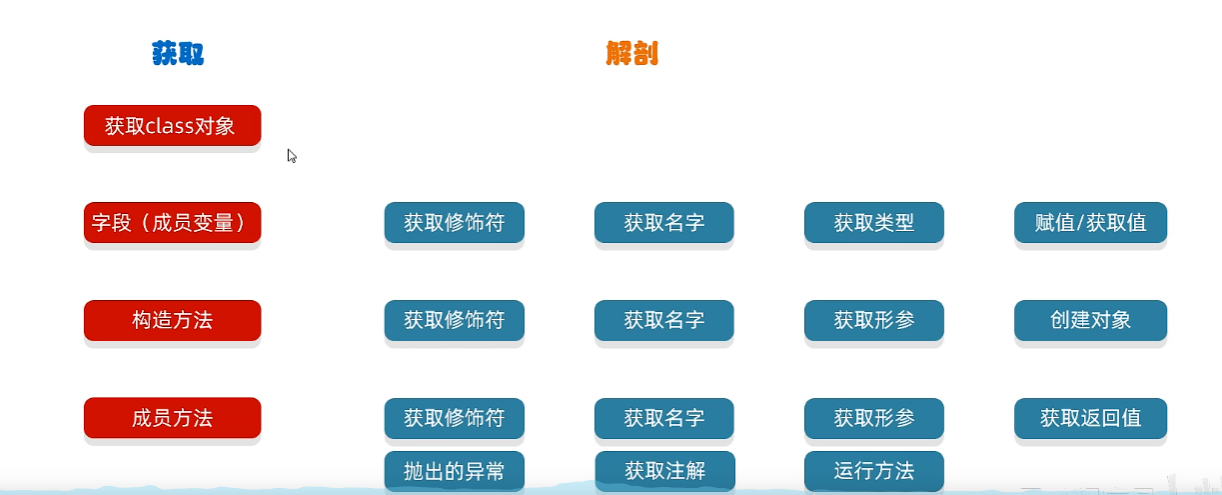 获取 解剖
获取class对象
字段（成员变量） 获取修饰符 获取名字 获取类型 赋值/获取值
构造方法 获取修饰符 获取名字 获取形参 创建对象
成员方法 获取修饰符 获取名字 获取形参 获取返回值
抛出的异常 获取注解 运行方法